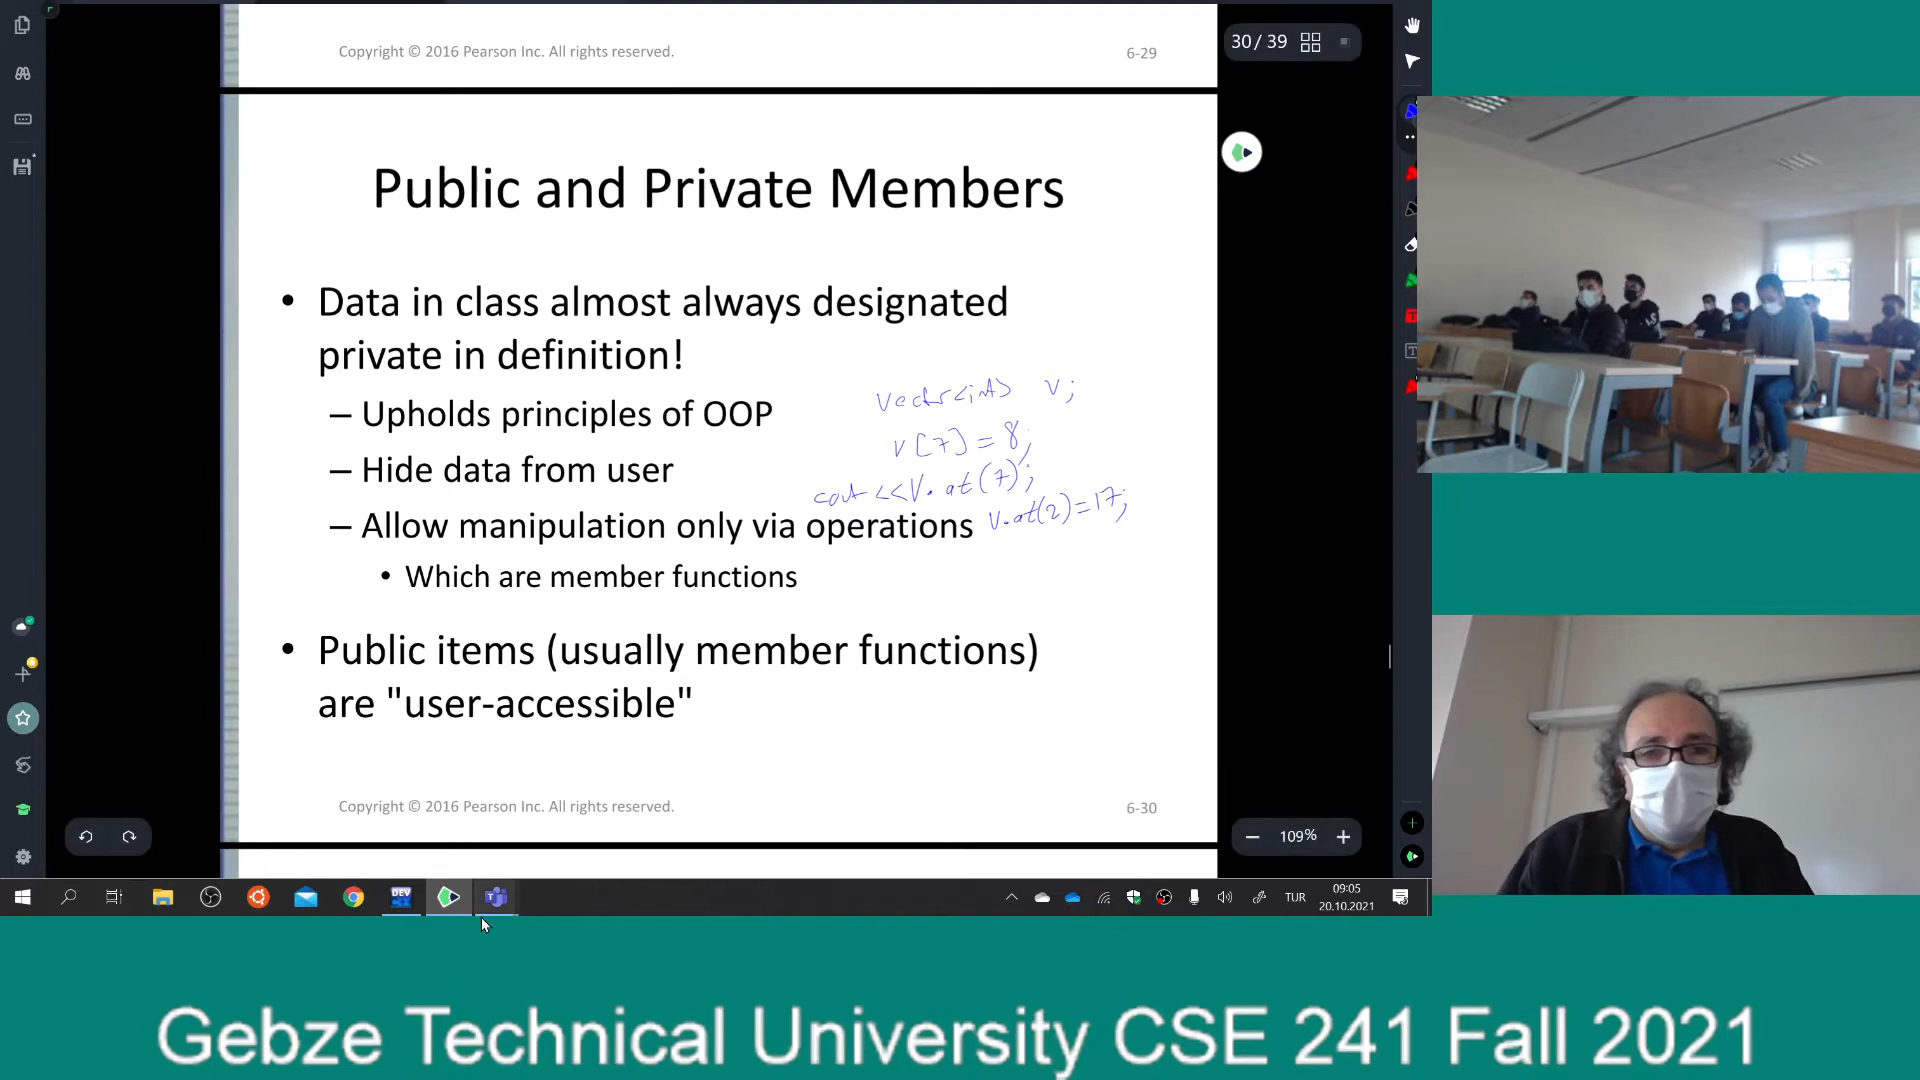 Copyright © 2016 Pearson Inc. All rights reserved.
6-29
30 / 39
Public and Private Members
• Data in class almost always designated
private in definition!
– Upholds principles of OOP
– Hide data from user
– Allow manipulation only via operations
• Which are member functions
• Public items (usually member functions)
are "user-accessible"
vector<int> v;
v[7] = 8;
cout << v.at(7);
v.at(2)=17;
Copyright © 2016 Pearson Inc. All rights reserved.
6-30
109%
DEV
TUR
09:05
20.10.2021
Gebze Technical University CSE 241 Fall 2021